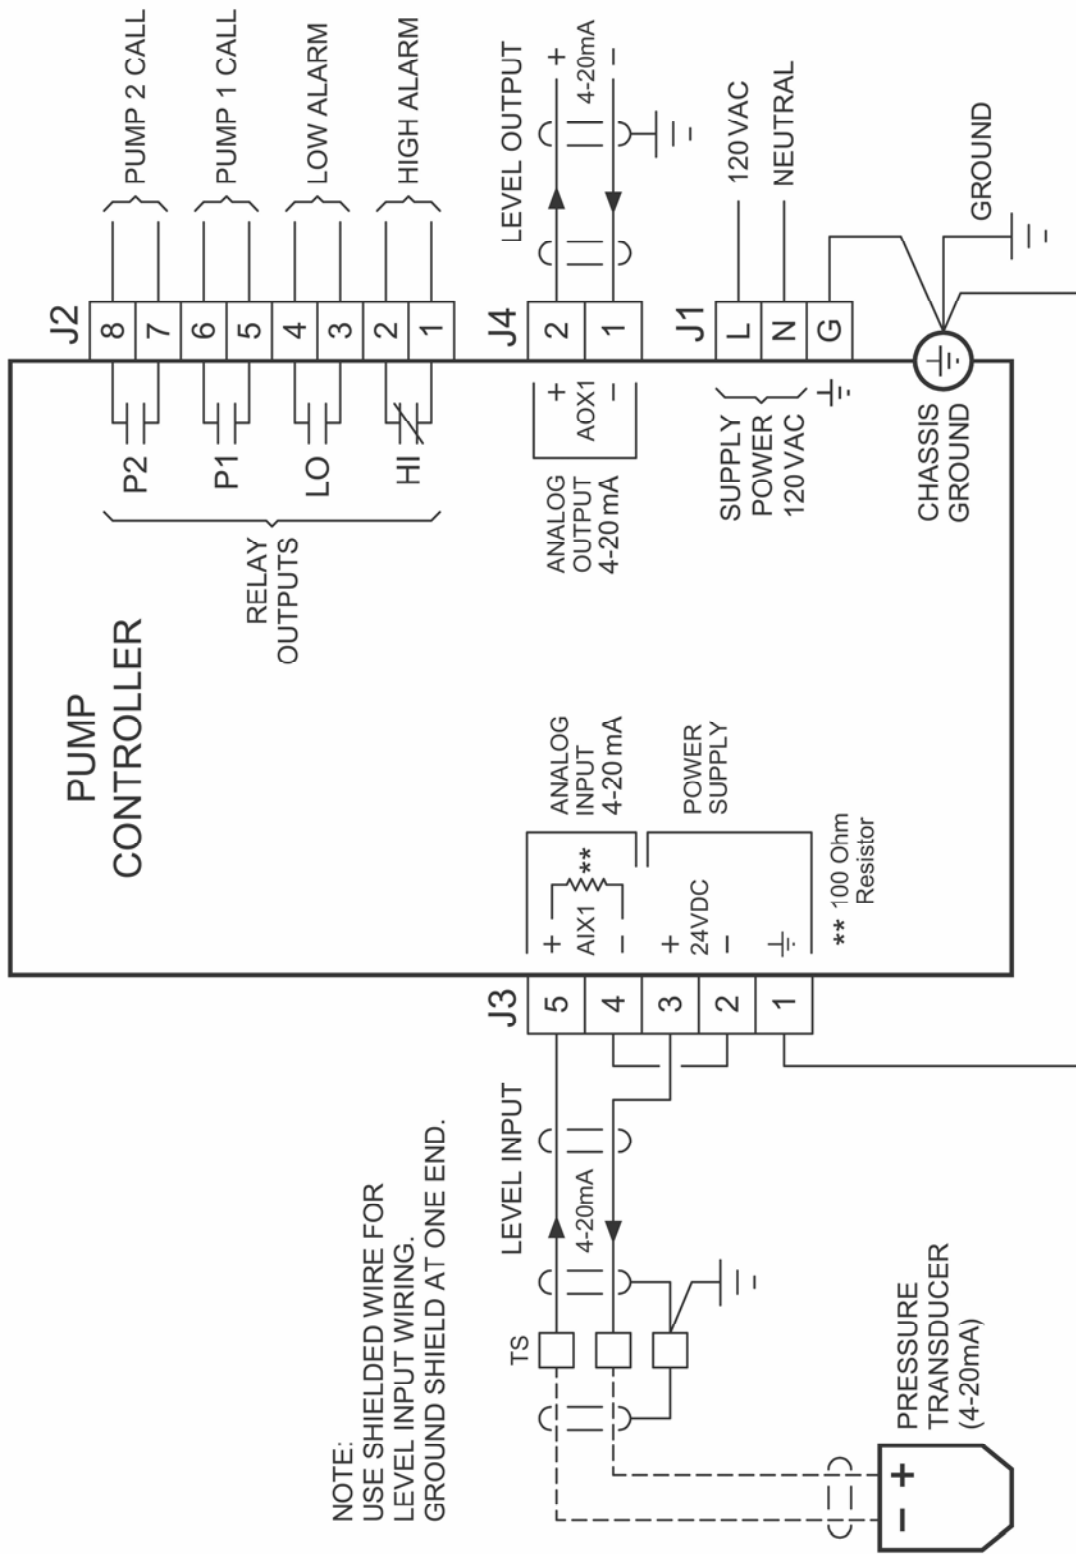 PUMP
CONTROLLER
J2
8
7
6
5
4
3
2
1
PUMP 2 CALL
PUMP 1 CALL
LOW ALARM
HIGH ALARM
P2
P1
LO
HI
RELAY
OUTPUTS
J4
2
1
LEVEL OUTPUT
+
4-20mA
−
+
AOX1
−
ANALOG
OUTPUT
4-20 mA
J1
L
N
G
120 VAC
NEUTRAL
SUPPLY
POWER
120 VAC
GROUND
CHASSIS
GROUND
NOTE:
USE SHIELDED WIRE FOR
LEVEL INPUT WIRING.
GROUND SHIELD AT ONE END.
J3
5
4
3
2
1
+
AIX1
−
**
ANALOG
INPUT
4-20 mA
+
24VDC
−
POWER
SUPPLY
** 100 Ohm
Resistor
LEVEL INPUT
4-20mA
TS
− +
PRESSURE
TRANSDUCER
(4-20mA)